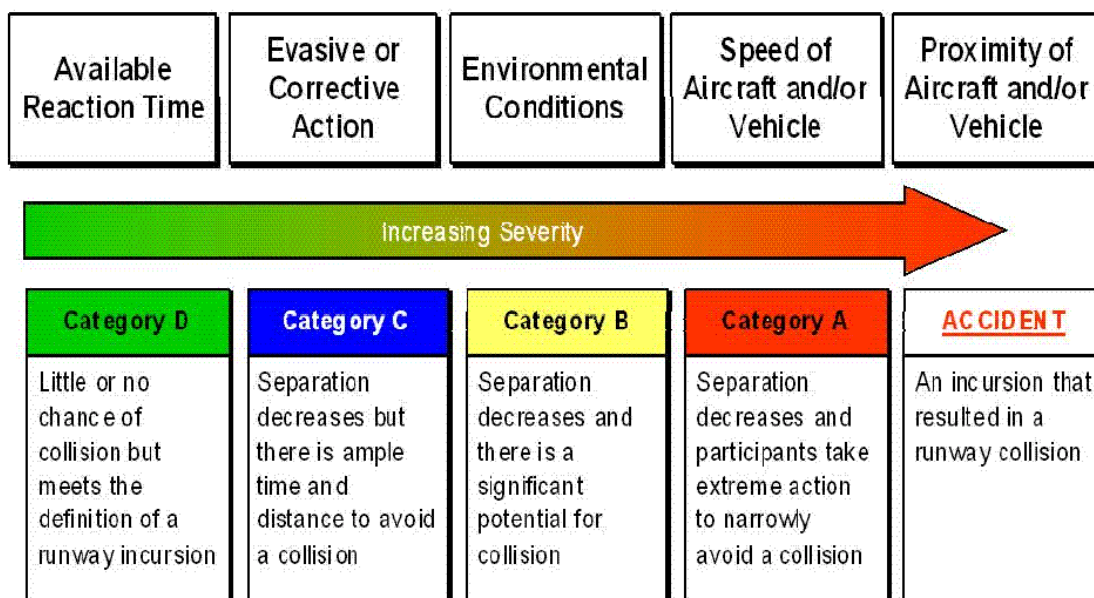 Available
Reaction Time
Evasive or
Corrective
Action
Environmental
Conditions
Speed of
Aircraft and/or
Vehicle
Proximity of
Aircraft and/or
Vehicle
Increasing Severity
Category D
Little or no
chance of
collision but
meets the
definition of a
runway incursion
Category C
Separation
decreases but
there is ample
time and
distance to avoid
a collision
Category B
Separation
decreases and
there is a
significant
potential for
collision
Category A
Separation
decreases and
participants take
extreme action
to narrowly
avoid a collision
ACCIDENT
An incursion that
resulted in a
runway collision